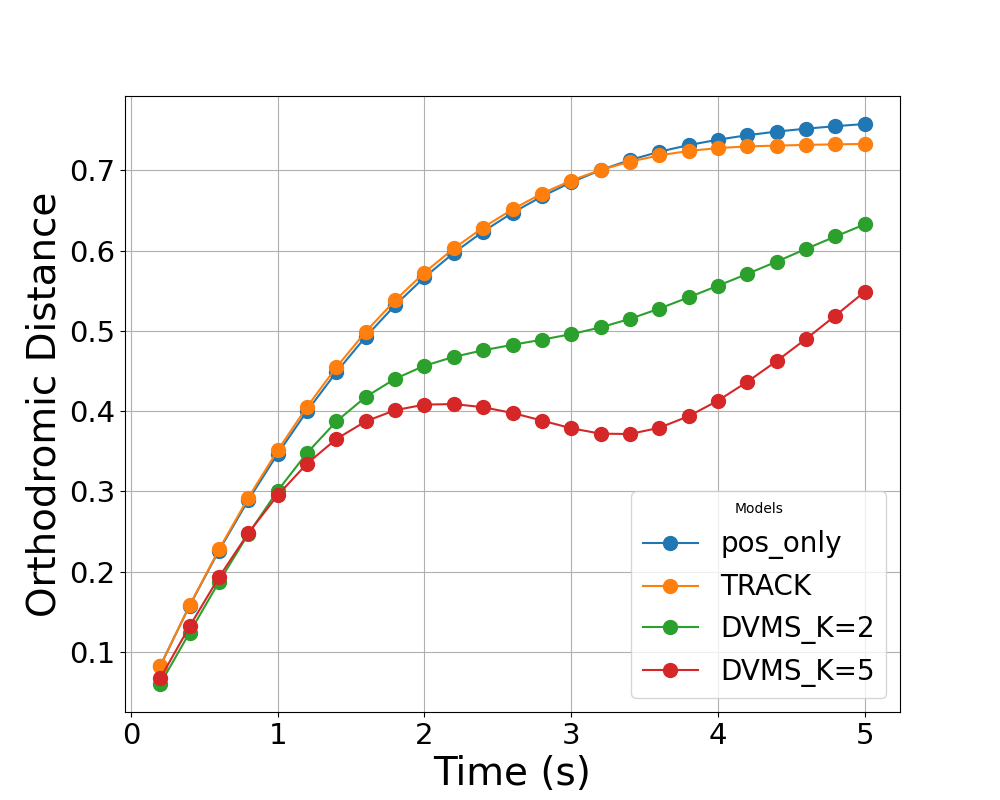 Orthodromic Distance
0.7
0.6
0.5
0.4
0.3
0.2
0.1
0 1 2 3 4 5
Time (s)
Models
pos_only
TRACK
DVMS_K=2
DVMS_K=5